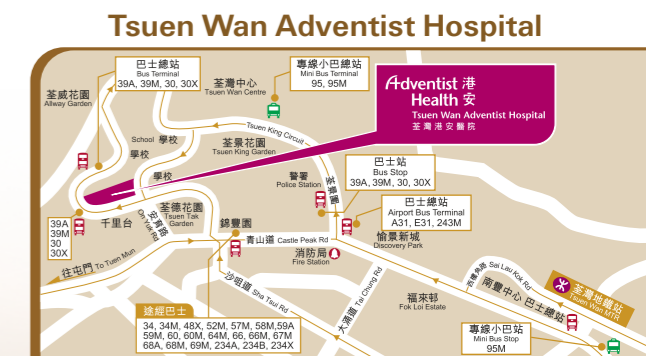 Tsuen Wan Adventist Hospital
巴士總站
Bus Terminal
39A, 39M, 30, 30X
荃灣中心
Tsuen Wan Centre
專線小巴總站
Mini Bus Terminal
95, 95M
荃威花園
Allway Garden
Adventist 港
Health 安
Tsuen Wan Adventist Hospital
荃灣港安醫院
Tsuen King Circuit
School 學校
學校
荃景花園
Tsuen King Garden
學校
警署
Police Station
荃景圍
巴士站
Bus Stop
39A, 39M, 30, 30X
巴士總站
Airport Bus Terminal
A31, E31, 243M
39A
39M
30
30X
千里台
安育路
On Yuk Rd
荃德花園
Tsuen Tak
Garden
錦豐園
青山道 Castle Peak Rd
愉景新城
Discovery Park
消防局
Fire Station
往屯門 To Tuen Mun
沙咀道 Sha Tsui Rd
大涌道 Tai Chung Rd
福來邨
Fok Loi Estate
西樓角路 Sai Lau Kok Rd
南豐中心 巴士站
荃灣地鐵站
Tsuen Wan MTR
途經巴士
34, 34M, 48X, 52M, 57M, 58M,59A
59M, 60, 60M, 64M, 66, 66M, 67M
68A, 68M, 69M, 234A, 234B, 234X
專線小巴站
Mini Bus Stop
95M